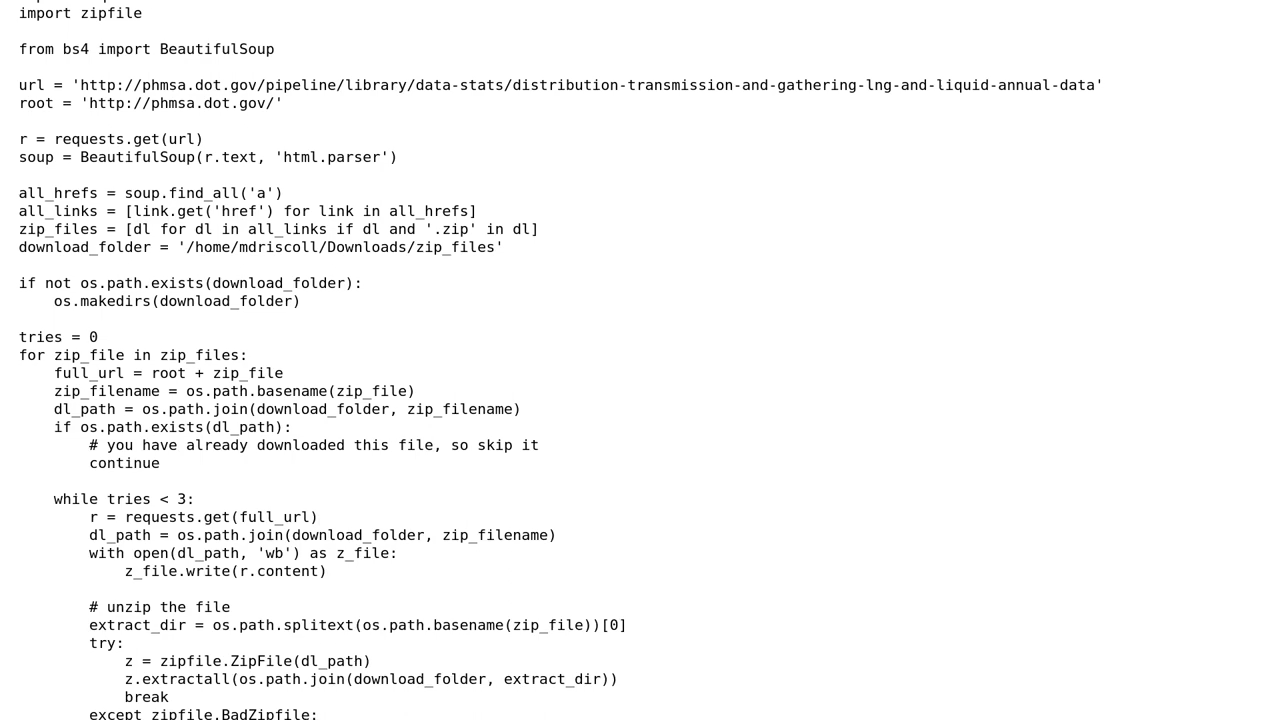 import zipfile
from bs4 import BeautifulSoup
url = 'http://phmsa.dot.gov/pipeline/library/data-stats/distribution-transmission-and-gathering-lng-and-liquid-annual-data'
root = 'http://phmsa.dot.gov/'
r = requests.get(url)
soup = BeautifulSoup(r.text, 'html.parser')
all_hrefs = soup.find_all('a')
all_links = [link.get('href') for link in all_hrefs]
zip_files = [dl for dl in all_links if dl and '.zip' in dl]
download_folder = '/home/mdriscoll/Downloads/zip_files'
if not os.path.exists(download_folder):
    os.makedirs(download_folder)
tries = 0
for zip_file in zip_files:
    full_url = root + zip_file
    zip_filename = os.path.basename(zip_file)
    dl_path = os.path.join(download_folder, zip_filename)
    if os.path.exists(dl_path):
        # you have already downloaded this file, so skip it
        continue
    while tries < 3:
        r = requests.get(full_url)
        dl_path = os.path.join(download_folder, zip_filename)
        with open(dl_path, 'wb') as z_file:
            z_file.write(r.content)
        # unzip the file
        extract_dir = os.path.splitext(os.path.basename(zip_file))[0]
        try:
            z = zipfile.ZipFile(dl_path)
            z.extractall(os.path.join(download_folder, extract_dir))
            break
        except zipfile.BadZipfile: